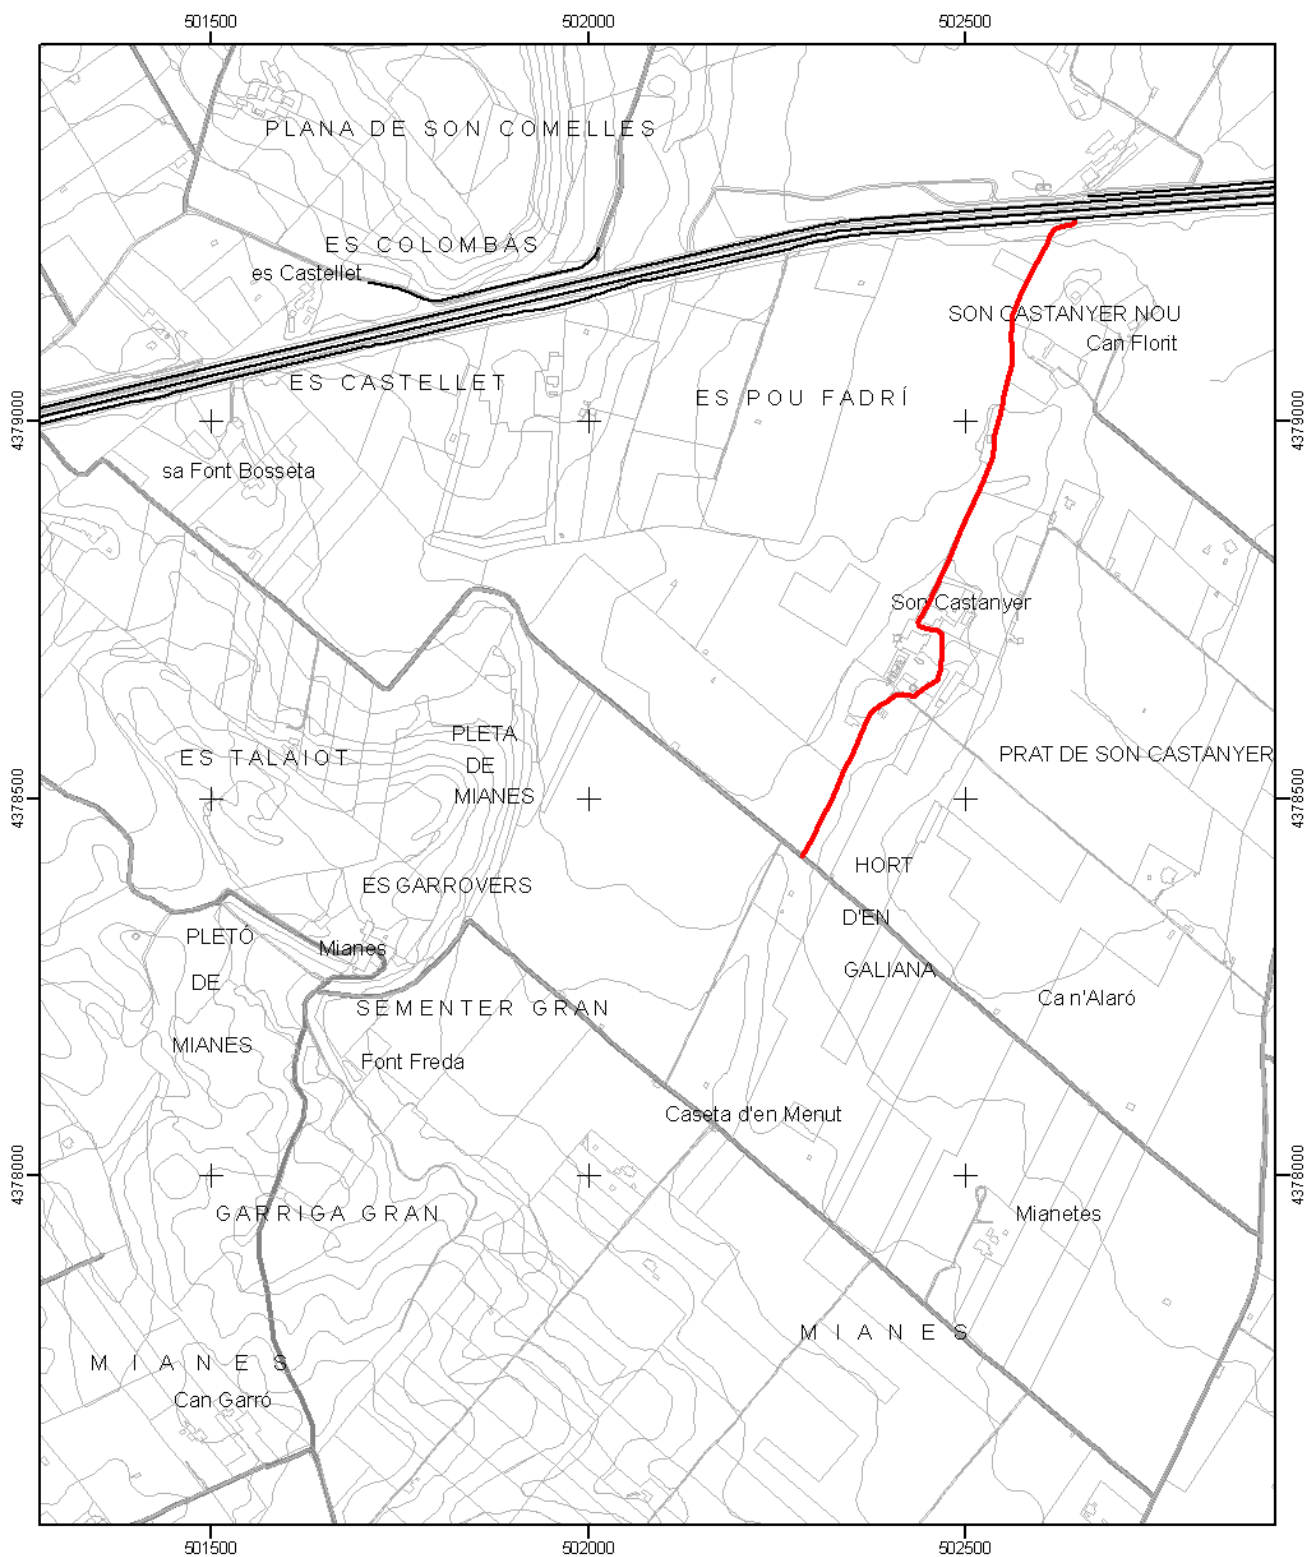 501500
502000
502500
PLANA DE SON COMELLES
ES COLOMBÀS
es Castellet
SON CASTANYER NOU
Can Florit
ES CASTELLET
ES POU FADRÍ
4379000
4379000
sa Font Bosseta
Son Castanyer
PLETA
DE
MIANES
ES TALAIOT
PRAT DE SON CASTANYER
4378500
4378500
HORT
D'EN
GALIANA
ES GARROVERS
PLETÓ
DE
MIANES
Mianes
SEMENTER GRAN
Ca n'Alaró
Font Freda
Caseta d'en Menut
4378000
4378000
GARRIGA GRAN
Mianetes
MIANES
MIANES
Can Garró
501500
502000
502500